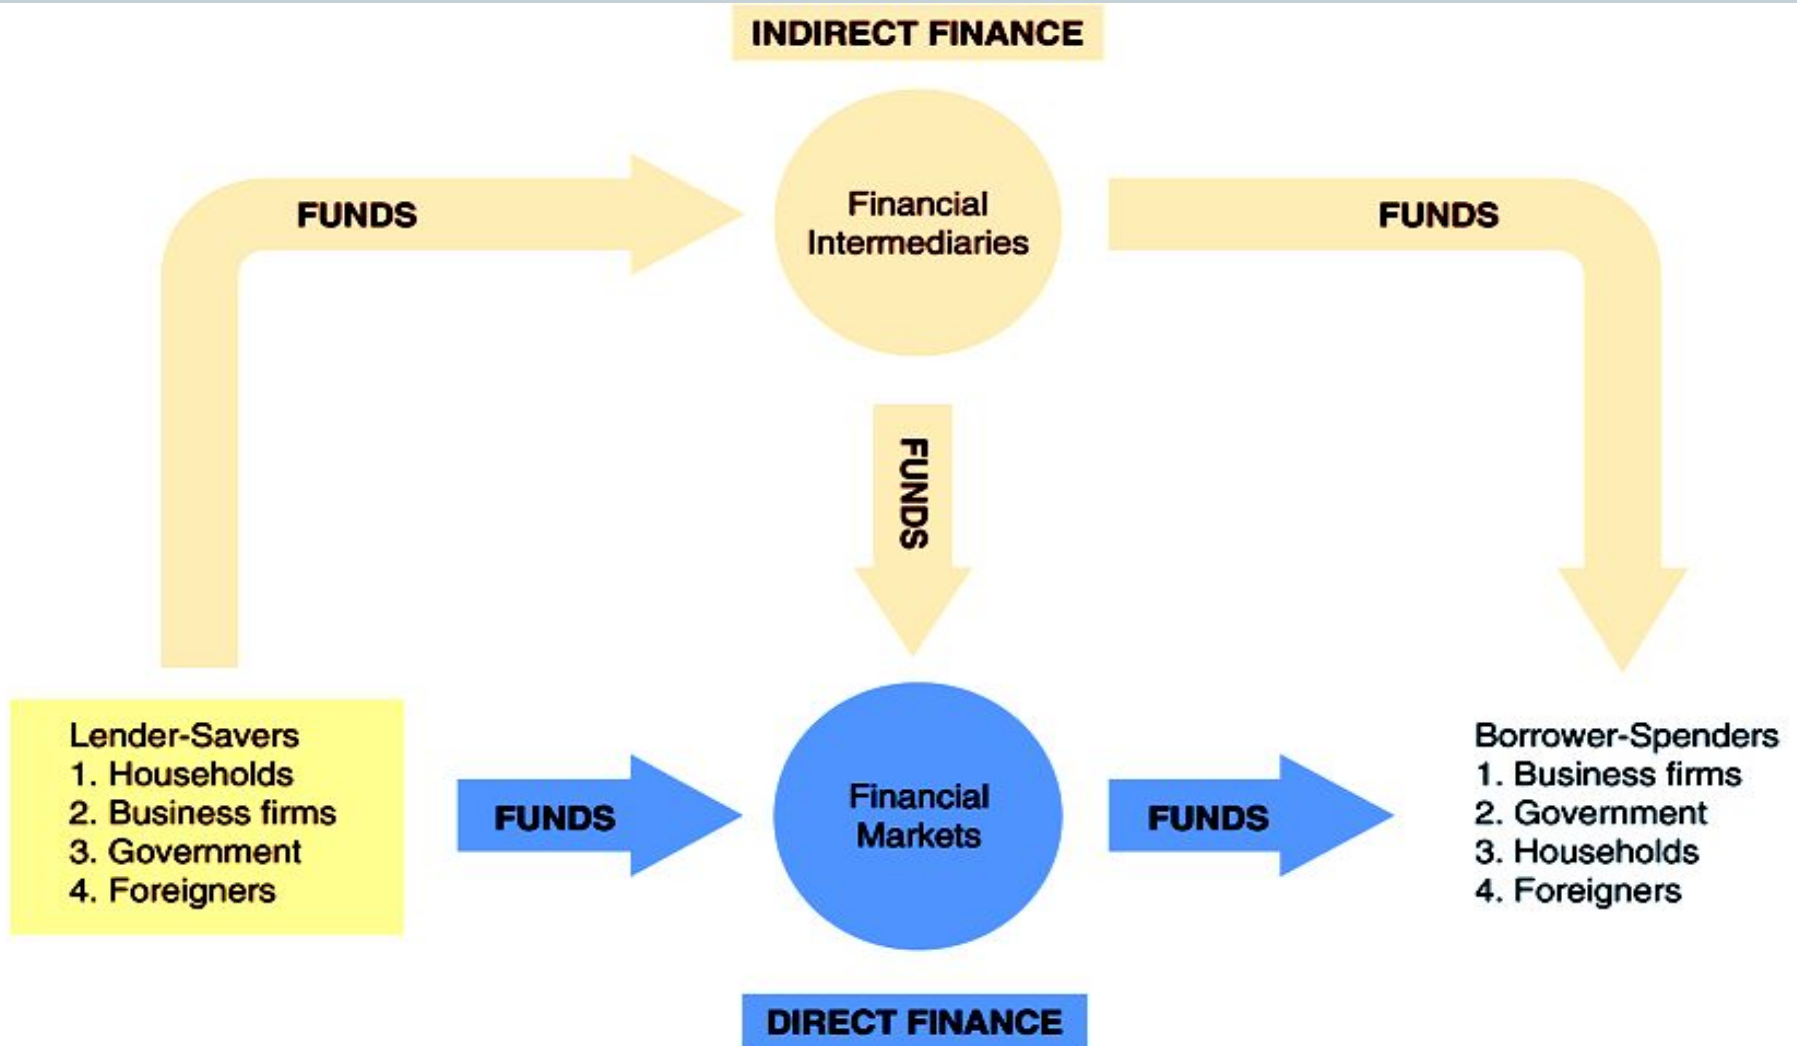 INDIRECT FINANCE
FUNDS
Financial
Intermediaries
FUNDS
FUNDS
Lender-Savers
1. Households
2. Business firms
3. Government
4. Foreigners
FUNDS
Financial
Markets
FUNDS
Borrower-Spenders
1. Business firms
2. Government
3. Households
4. Foreigners
DIRECT FINANCE